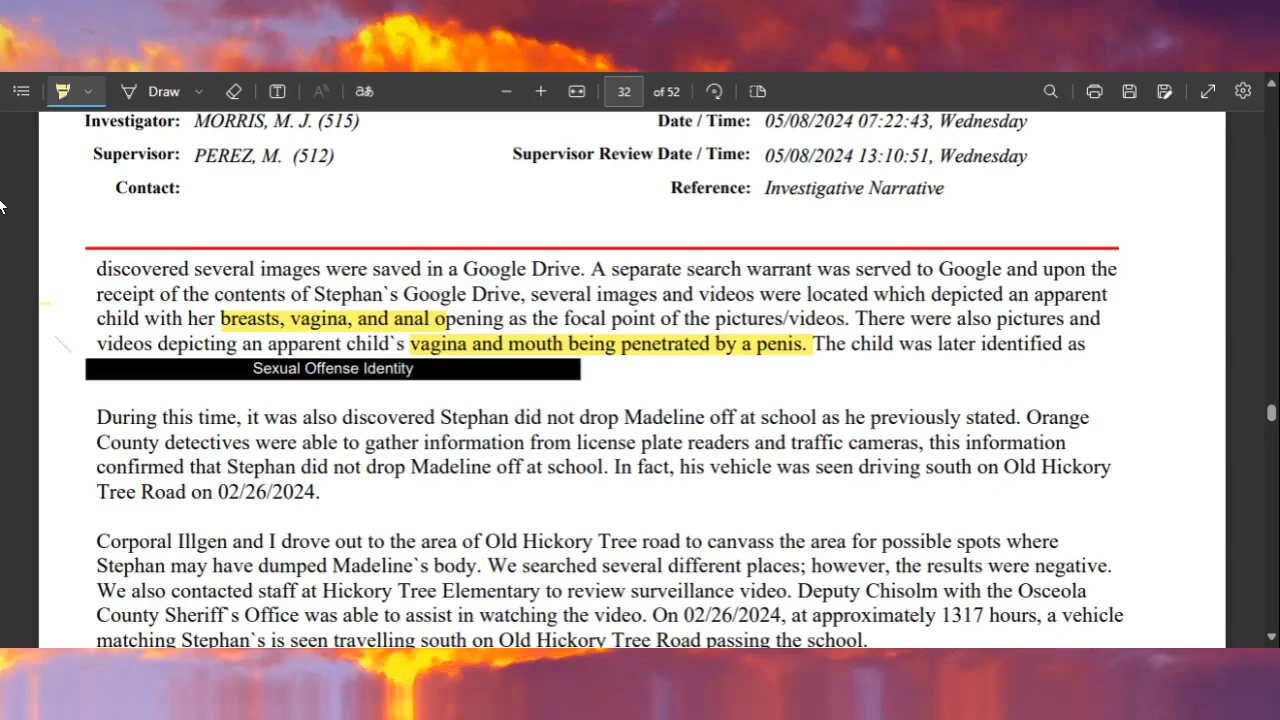 Draw
32 of 52
Investigator: MORRIS, M. J. (515) Date / Time: 05/08/2024 07:22:43, Wednesday
Supervisor: PEREZ, M. (512) Supervisor Review Date / Time: 05/08/2024 13:10:51, Wednesday
Contact: Reference: Investigative Narrative
discovered several images were saved in a Google Drive. A separate search warrant was served to Google and upon the
receipt of the contents of Stephan`s Google Drive, several images and videos were located which depicted an apparent
child with her breasts, vagina, and anal opening as the focal point of the pictures/videos. There were also pictures and
videos depicting an apparent child`s vagina and mouth being penetrated by a penis. The child was later identified as
Sexual Offense Identity
During this time, it was also discovered Stephan did not drop Madeline off at school as he previously stated. Orange
County detectives were able to gather information from license plate readers and traffic cameras, this information
confirmed that Stephan did not drop Madeline off at school. In fact, his vehicle was seen driving south on Old Hickory
Tree Road on 02/26/2024.
Corporal Illgen and I drove out to the area of Old Hickory Tree road to canvass the area for possible spots where
Stephan may have dumped Madeline`s body. We searched several different places; however, the results were negative.
We also contacted staff at Hickory Tree Elementary to review surveillance video. Deputy Chisolm with the Osceola
County Sheriff`s Office was able to assist in watching the video. On 02/26/2024, at approximately 1317 hours, a vehicle
matching Stephan`s is seen travelling south on Old Hickory Tree Road passing the school.